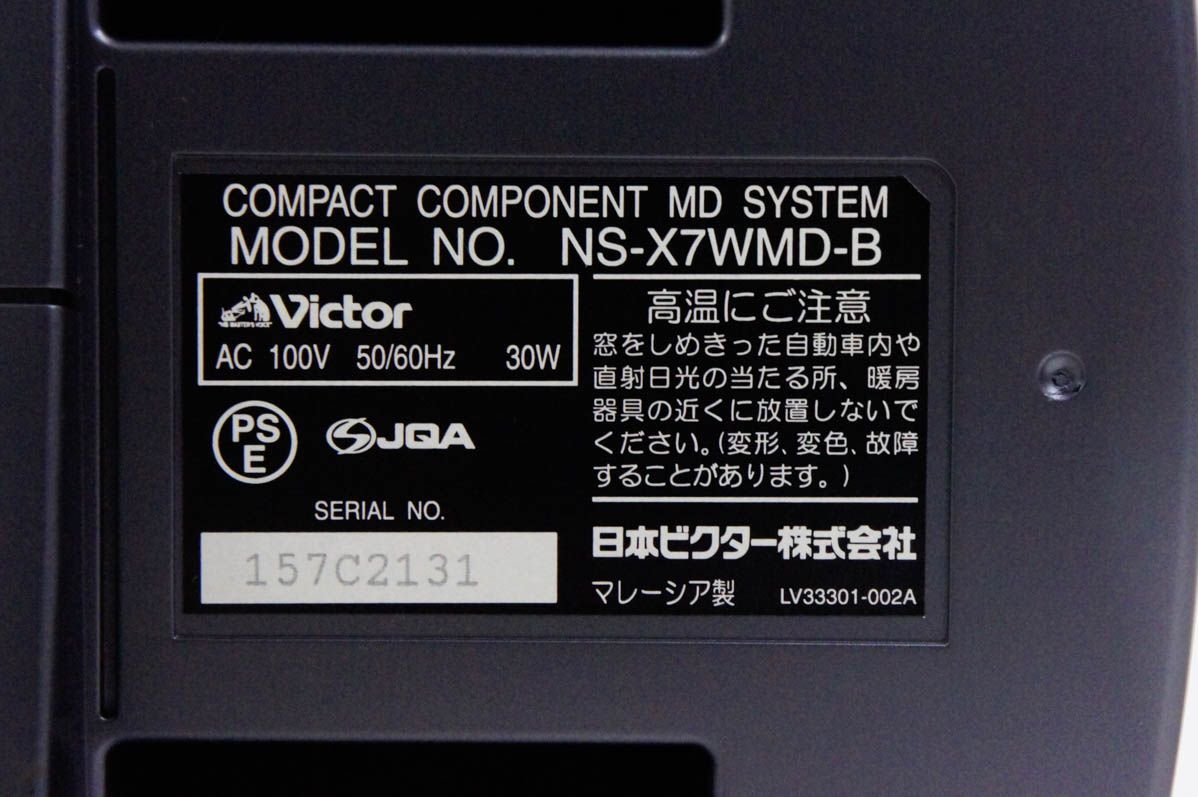 COMPACT COMPONENT MD SYSTEM
MODEL NO. NS-X7WMD-B
"HIS MASTER'S VOICE"
Victor
AC 100V 50/60Hz 30W
PS
E
JQA
SERIAL NO.
157C2131
高温にご注意
窓をしめきった自動車内や
直射日光の当たる所、暖房
器具の近くに放置しないで
ください。(変形、変色、故障
することがあります。)
日本ビクター株式会社
マレーシア製 LV33301-002A